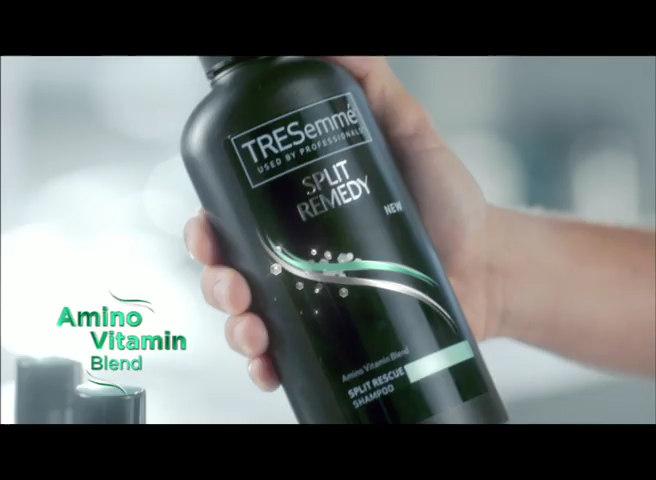 TRESemmé
USED BY PROFESSIONALS
SPLIT
REMEDY
NEW
Amino
Vitamin
Blend
Amino Vitamin Blend
SPLIT RESCUE
SHAMPOO